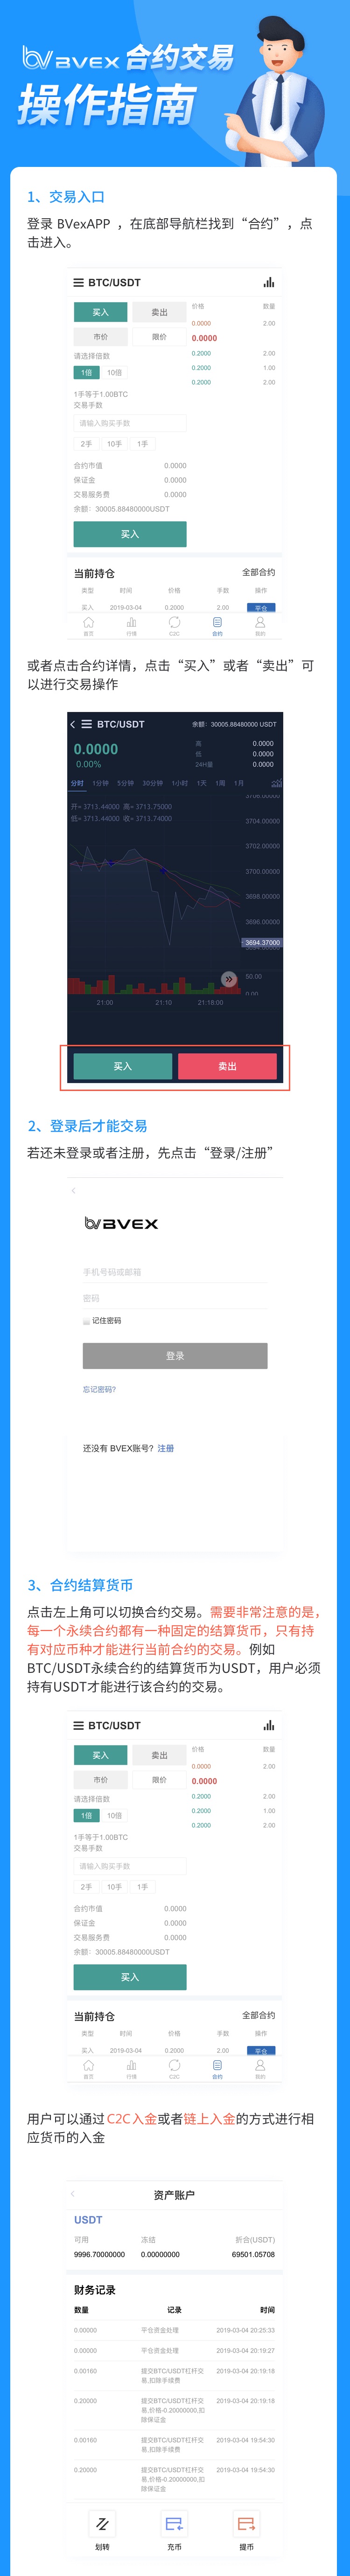 BVEX 合约交易
操作指南
1、交易入口
登录 BVexAPP ，在底部导航栏找到“合约”，点
击进入。
BTC/USDT
买入 卖出 价格 数量
0.0000 2.00
市价 限价 0.0000
请选择倍数 0.2000 2.00
1倍 10倍 0.2000 1.00
0.2000 2.00
1手等于1.00BTC
交易手数
请输入购买手数
2手 10手 1手
合约市值 0.0000
保证金 0.0000
交易服务费 0.0000
余额：30005.88480000USDT
买入
当前持仓 全部合约
类型 时间 价格 手数 操作
买入 2019-03-04 0.2000 2.00 平仓
首页 行情 C2C 合约 我的
或者点击合约详情，点击“买入”或者“卖出”可
以进行交易操作
BTC/USDT 余额：30005.88480000 USDT
0.0000 高 0.0000
低 0.0000
0.00% 24H量 0.0000
分时 1分钟 5分钟 30分钟 1小时 1天 1周 1月
3706.00000
开= 3713.44000 高= 3713.75000
低= 3713.44000 收= 3713.74000
3704.00000
3702.00000
3700.00000
3698.00000
3696.00000
3694.37000
50.00
0.00
21:00 21:10 21:18:00
买入 卖出
2、登录后才能交易
若还未登录或者注册，先点击“登录/注册”
BVEX
手机号码或邮箱
密码
记住密码
登录
忘记密码?
还没有 BVEX账号? 注册
3、合约结算货币
点击左上角可以切换合约交易。需要非常注意的是，
每一个永续合约都有一种固定的结算货币，只有持
有对应币种才能进行当前合约的交易。例如
BTC/USDT永续合约的结算货币为USDT，用户必须
持有USDT才能进行该合约的交易。
BTC/USDT
买入 卖出 价格 数量
0.0000 2.00
市价 限价 0.0000
请选择倍数 0.2000 2.00
1倍 10倍 0.2000 1.00
0.2000 2.00
1手等于1.00BTC
交易手数
请输入购买手数
2手 10手 1手
合约市值 0.0000
保证金 0.0000
交易服务费 0.0000
余额：30005.88480000USDT
买入
当前持仓 全部合约
类型 时间 价格 手数 操作
买入 2019-03-04 0.2000 2.00 平仓
首页 行情 C2C 合约 我的
用户可以通过C2C入金或者链上入金的方式进行相
应货币的入金
资产账户
USDT
可用 冻结 折合(USDT)
9996.70000000 0.00000000 69501.05708
财务记录
数量 记录 时间
0.00000 平仓资金处理 2019-03-04 20:25:33
0.00000 平仓资金处理 2019-03-04 20:19:27
0.00160 提交BTC/USDT杠杆交 2019-03-04 20:19:18
易,扣除手续费
0.20000 提交BTC/USDT杠杆交 2019-03-04 20:19:18
易,价格-0.20000000,扣
除保证金
0.00160 提交BTC/USDT杠杆交 2019-03-04 19:54:30
易,扣除手续费
0.20000 提交BTC/USDT杠杆交 2019-03-04 19:54:30
易,价格-0.20000000,扣
除保证金
划转 充币 提币